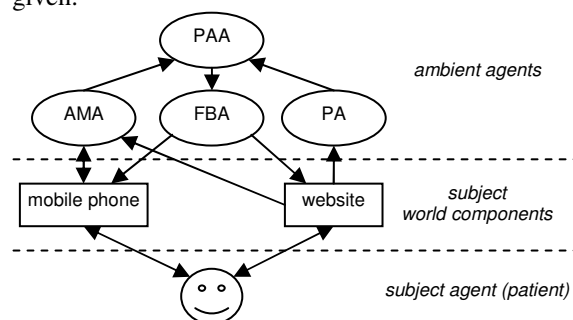 given.
PAA
ambient agents
AMA
FBA
PA
mobile phone
website
subject
world components
subject agent (patient)